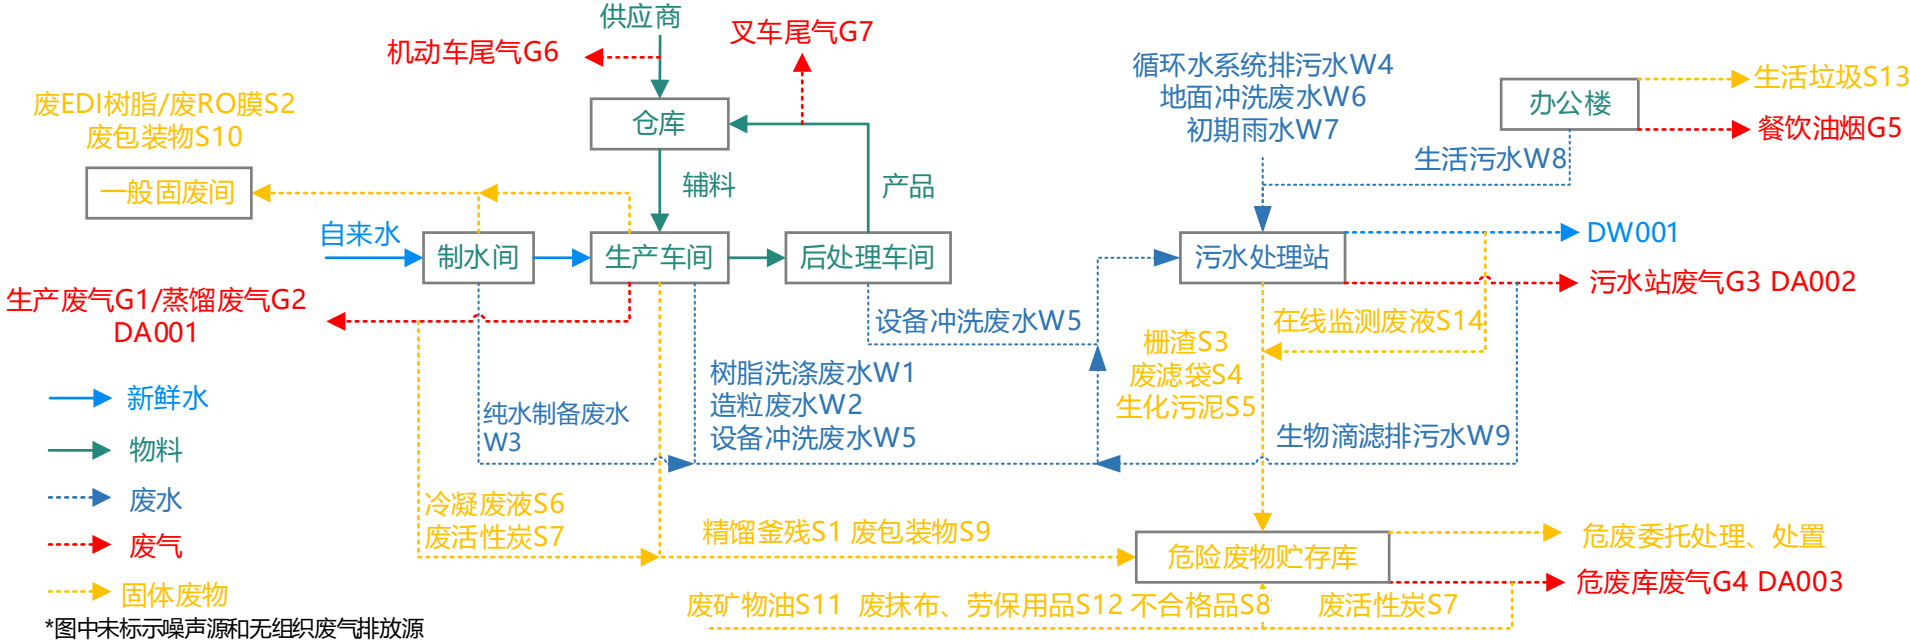 供应商
机动车尾气G6
叉车尾气G7
循环水系统排污水W4
地面冲洗废水W6
初期雨水W7
办公楼
生活垃圾S13
餐饮油烟G5
生活污水W8
废EDI树脂/废RO膜S2
废包装物S10
仓库
一般固废间
辅料
产品
自来水
制水间
生产车间
后处理车间
污水处理站
DW001
污水站废气G3 DA002
生产废气G1/蒸馏废气G2
DA001
设备冲洗废水W5
在线监测废液S14
栅渣S3
废滤袋S4
生化污泥S5
树脂洗涤废水W1
造粒废水W2
设备冲洗废水W5
纯水制备废水
W3
生物滴滤排污水W9
新鲜水
物料
废水
废气
固体废物
冷凝废液S6
废活性炭S7
精馏釜残S1 废包装物S9
危险废物贮存库
危废委托处理、处置
危废库废气G4 DA003
废矿物油S11 废抹布、劳保用品S12 不合格品S8
废活性炭S7
*图中未标示噪声源和无组织废气排放源